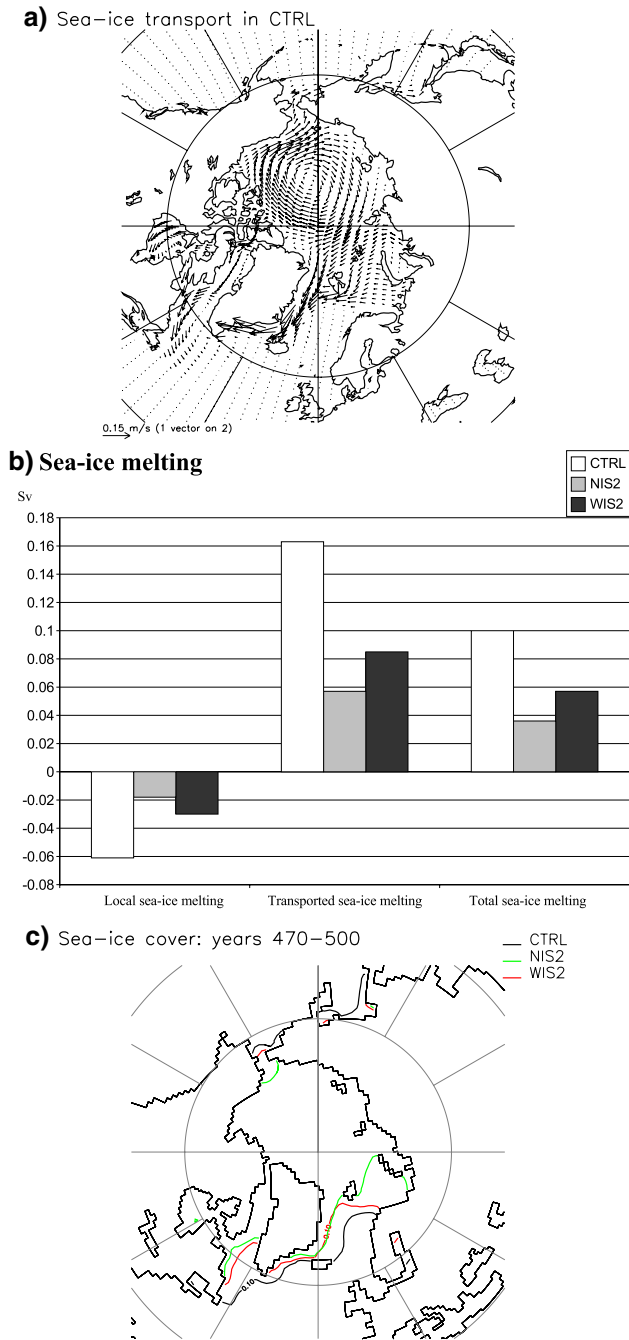 a) Sea-ice transport in CTRL
0.15 m/s (1 vector on 2)
b) Sea-ice melting
CTRL
NIS2
WIS2
Sv
0.18
0.16
0.14
0.12
0.1
0.08
0.06
0.04
0.02
0
-0.02
-0.04
-0.06
-0.08
Local sea-ice melting
Transported sea-ice melting
Total sea-ice melting
c) Sea-ice cover: years 470-500
CTRL
NIS2
WIS2
0.10
0.10